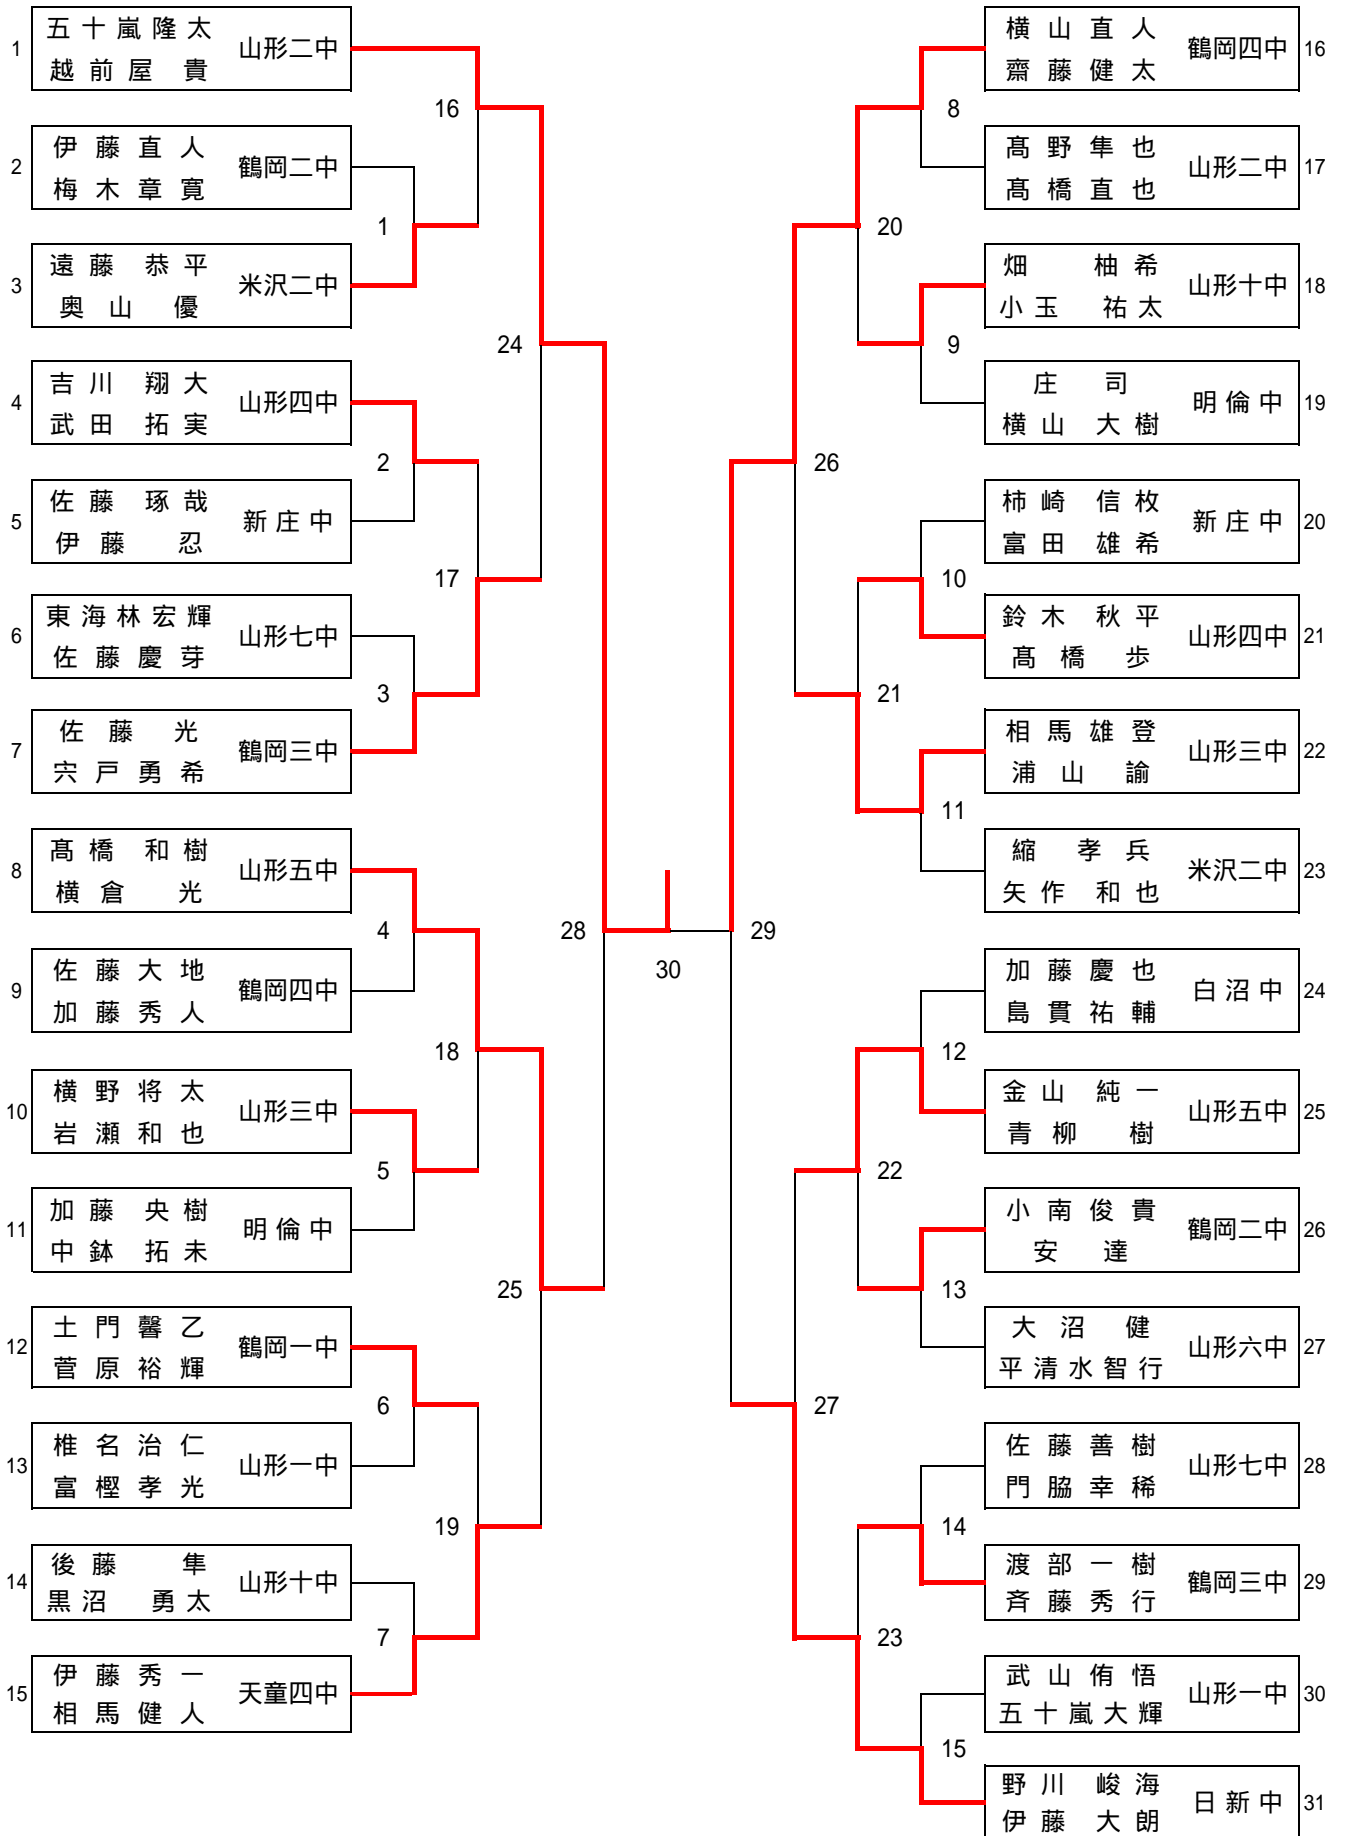 1 五十嵐隆太 越前屋 貴 山形二中
2 伊藤直人 梅木章寛 鶴岡二中
3 遠藤 恭平 奥山 優 米沢二中
4 吉川 翔大 武田 拓実 山形四中
5 佐藤 琢哉 伊藤 忍 新庄中
6 東海林宏輝 佐藤慶芽 山形七中
7 佐藤 光 宍戸勇希 鶴岡三中
8 髙橋 和樹 横倉 光 山形五中
9 佐藤大地 加藤秀人 鶴岡四中
10 横野将太 岩瀬和也 山形三中
11 加藤 央樹 中鉢 拓未 明倫中
12 土門馨乙 菅原裕輝 鶴岡一中
13 椎名治仁 富樫孝光 山形一中
14 後藤 隼 黒沼 勇太 山形十中
15 伊藤秀一 相馬健人 天童四中
16
1
24
2
17
3
28
4
18
5
25
6
19
7
30
29
8
20
9
26
10
21
11
12
22
13
27
14
23
15
横山直人 齋藤健太 鶴岡四中 16
髙野隼也 髙橋直也 山形二中 17
畑 柚希 小玉 祐太 山形十中 18
庄司 横山 大樹 明倫中 19
柿崎 信枚 富田 雄希 新庄中 20
鈴木 秋平 髙橋 歩 山形四中 21
相馬雄登 浦山 諭 山形三中 22
縮 孝兵 矢作 和也 米沢二中 23
加藤慶也 島貫祐輔 白沼中 24
金山 純一 青柳 樹 山形五中 25
小南俊貴 安達 鶴岡二中 26
大沼 健 平清水智行 山形六中 27
佐藤善樹 門脇幸稀 山形七中 28
渡部一樹 斉藤秀行 鶴岡三中 29
武山侑悟 五十嵐大輝 山形一中 30
野川 峻海 伊藤 大朗 日新中 31